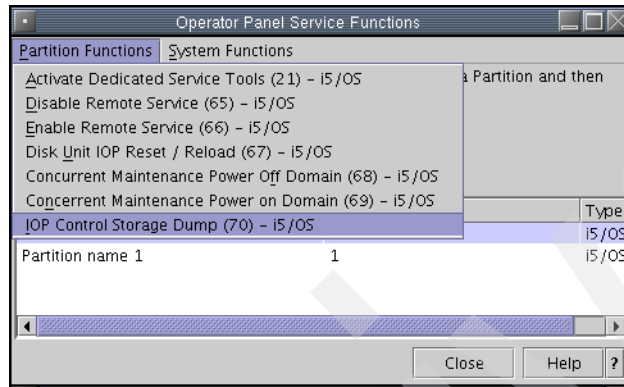 Operator Panel Service Functions
Partition Functions System Functions
Activate Dedicated Service Tools (21) – i5/OS
a Partition and then
Disable Remote Service (65) – i5/OS
Enable Remote Service (66) – i5/OS
Disk Unit IOP Reset / Reload (67) – i5/OS
Concurrent Maintenance Power Off Domain (68) – i5/OS
Concerrent Maintenance Power on Domain (69) – i5/OS
IOP Control Storage Dump (70) – i5/OS
Type
i5/OS
Partition name 1 1 i5/OS
Close Help ?